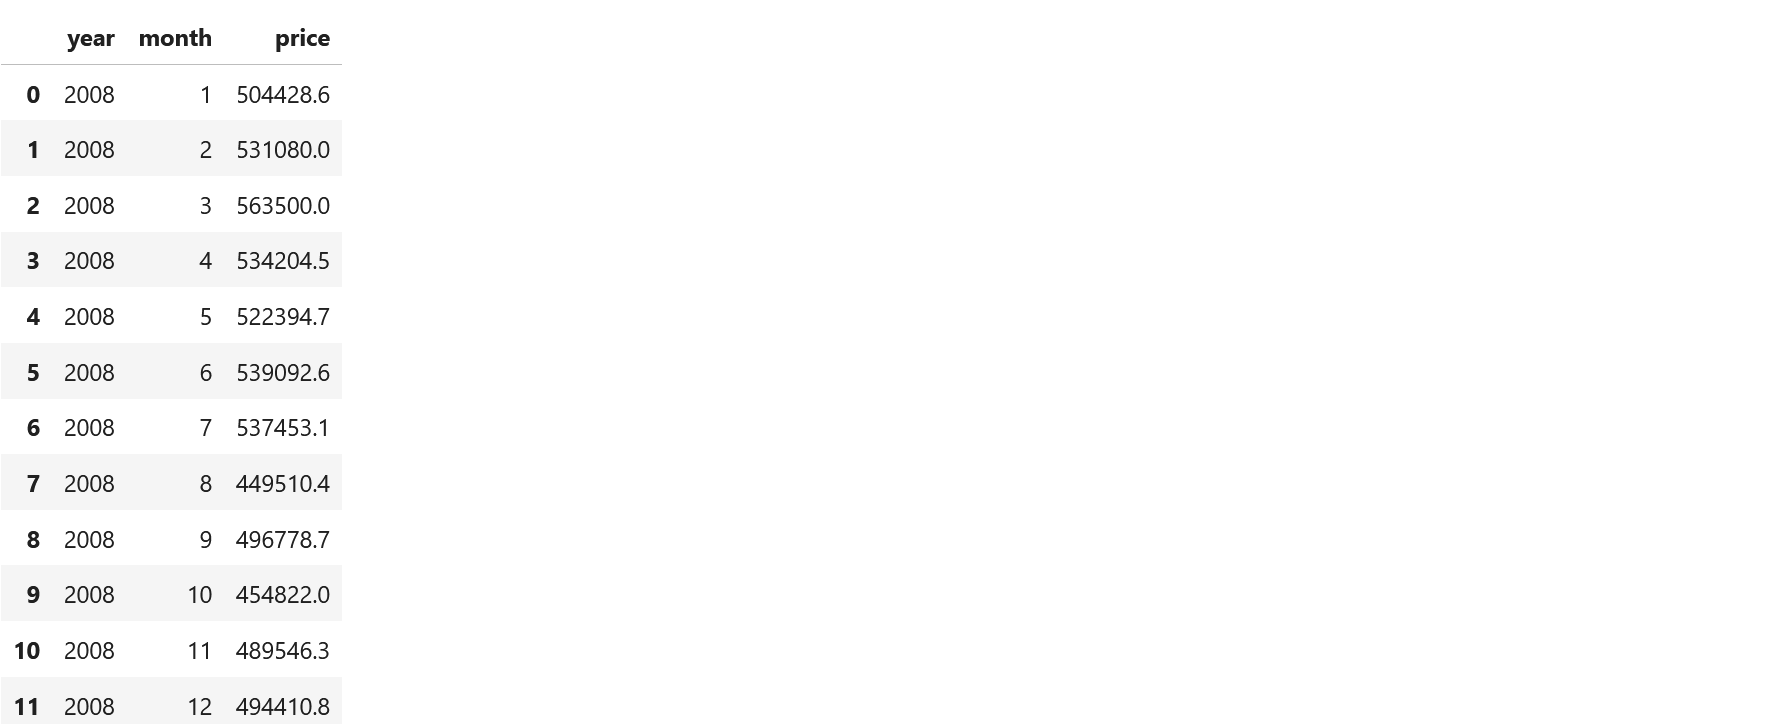 year month price
0 2008 1 504428.6
1 2008 2 531080.0
2 2008 3 563500.0
3 2008 4 534204.5
4 2008 5 522394.7
5 2008 6 539092.6
6 2008 7 537453.1
7 2008 8 449510.4
8 2008 9 496778.7
9 2008 10 454822.0
10 2008 11 489546.3
11 2008 12 494410.8